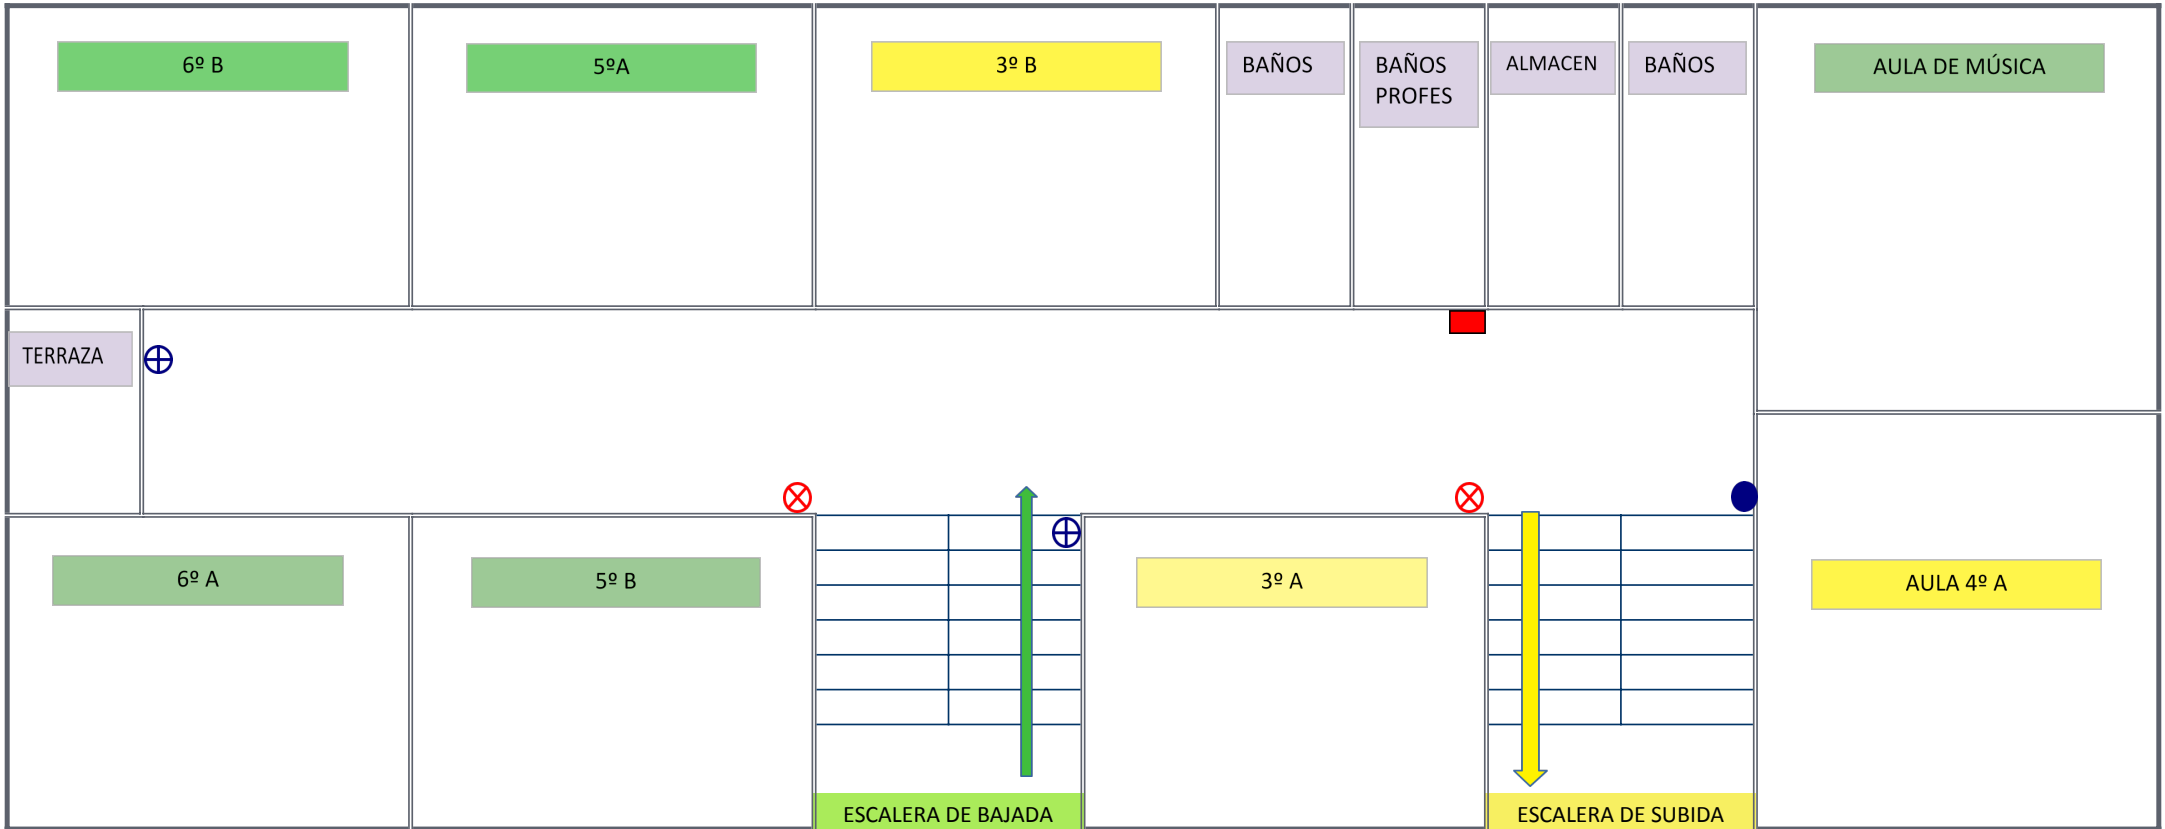 6º B
5ºA
3º B
BAÑOS
BAÑOS
PROFES
ALMACEN
BAÑOS
AULA DE MÚSICA
TERRAZA
6º A
5º B
3º A
AULA 4º A
ESCALERA DE BAJADA
ESCALERA DE SUBIDA